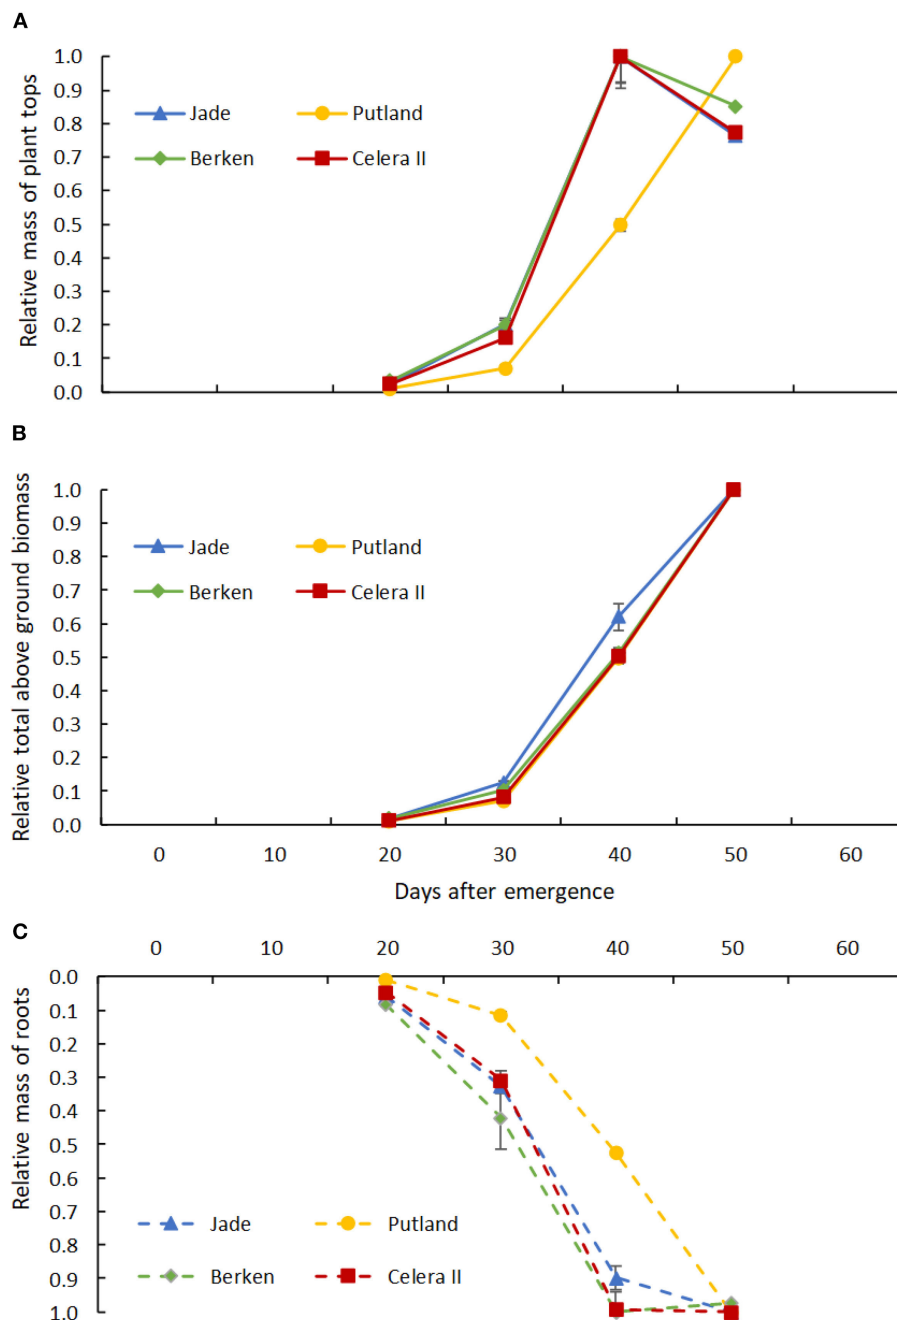 A
Relative mass of plant tops
1.0
0.9
0.8
0.7
0.6
0.5
0.4
0.3
0.2
0.1
0.0
Jade Putland
Berken Celera II
B
Relative total above ground biomass
1.0
0.9
0.8
0.7
0.6
0.5
0.4
0.3
0.2
0.1
0.0
Jade Putland
Berken Celera II
0 10 20 30 40 50 60
Days after emergence
C
0 10 20 30 40 50 60
Relative mass of roots
0.0
0.1
0.2
0.3
0.4
0.5
0.6
0.7
0.8
0.9
1.0
Jade Putland
Berken Celera II